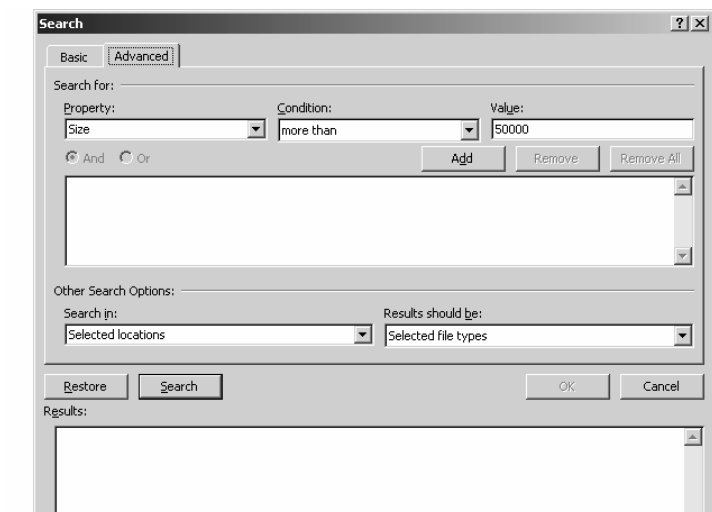 Search
Basic Advanced
Search for:
Property: Condition: Value:
Size more than 50000
And Or Add Remove Remove All
Other Search Options:
Search in: Results should be:
Selected locations Selected file types
Restore Search OK Cancel
Results: